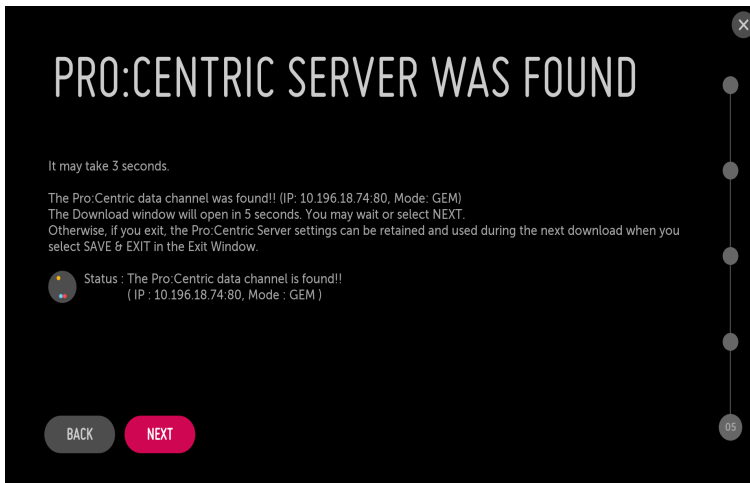 PRO:CENTRIC SERVER WAS FOUND
It may take 3 seconds.
The Pro:Centric data channel was found!! (IP: 10.196.18.74:80, Mode: GEM)
The Download window will open in 5 seconds. You may wait or select NEXT.
Otherwise, if you exit, the Pro:Centric Server settings can be retained and used during the next download when you
select SAVE & EXIT in the Exit Window.
Status : The Pro:Centric data channel is found!!
( IP : 10.196.18.74:80, Mode : GEM )
BACK
NEXT
05